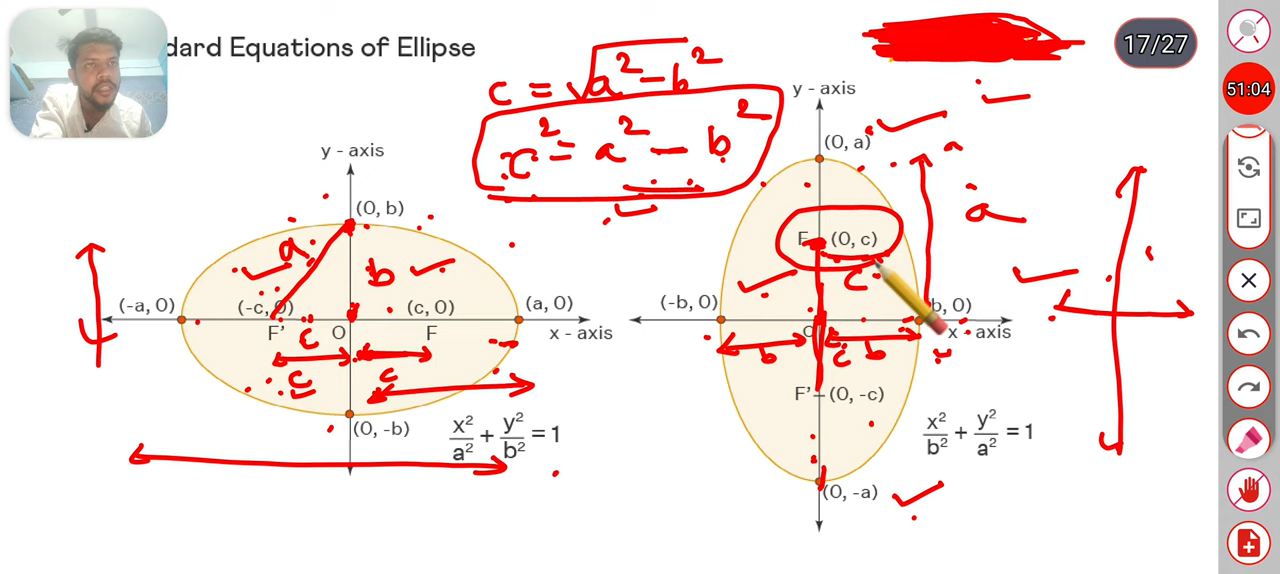 dard Equations of Ellipse
17/27
51:04
c = √a² − b²
c² = a² − b²
y - axis
(0, b)
a
b
(-a, 0)
(-c, 0)
(c, 0)
(a, 0)
F'
O
F
x - axis
c
c
c
(0, -b)
x²/a² + y²/b² = 1
y - axis
(0, a)
a
a
F
(0, c)
c
(-b, 0)
b, 0)
x - axis
b
c
b
F'
(0, -c)
x²/b² + y²/a² = 1
(0, -a)